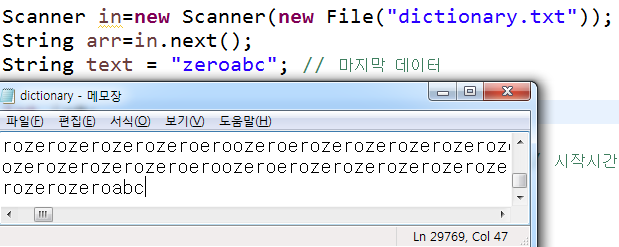 Scanner in=new Scanner(new File("dictionary.txt"));
String arr=in.next();
String text = "zeroabc"; // 마지막 데이터
dictionary - 메모장
파일(F) 편집(E) 서식(O) 보기(V) 도움말(H)
rozerozerozerozeroeroozeroerozerozerozerozeroze
ozerozerozerozeroeroozeroerozerozerozerozeroze
rozerozeroabc
시작시간
Ln 29769, Col 47